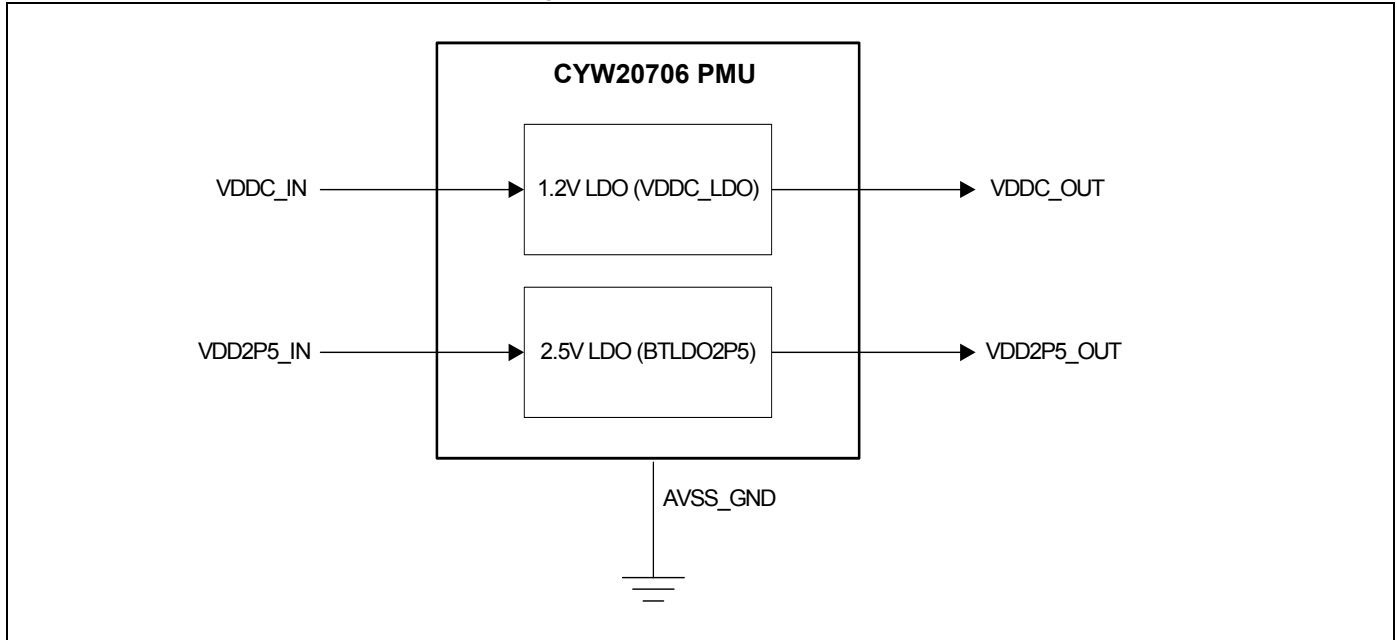 CYW20706 PMU
VDDC_IN
1.2V LDO (VDDC_LDO)
VDDC_OUT
VDD2P5_IN
2.5V LDO (BTLDO2P5)
VDD2P5_OUT
AVSS_GND